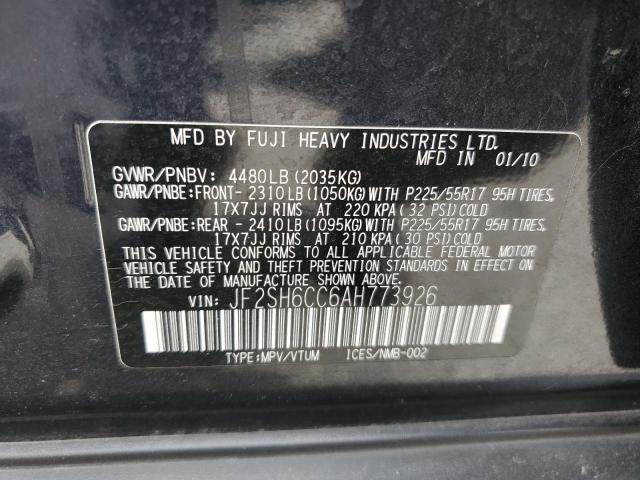 MFD BY FUJI HEAVY INDUSTRIES LTD.
MFD IN 01/10
GVWR/PNBV: 4480LB (2035KG)
GAWR/PNBE:FRONT- 2310LB (1050KG) WITH P225/55R17 95H TIRES,
17X7JJ RIMS AT 220 KPA (32 PSI) COLD
GAWR/PNBE:REAR - 2410LB (1095KG) WITH P225/55R17 95H TIRES,
17X7JJ RIMS AT 210 KPA (30 PSI) COLD
THIS VEHICLE CONFORMS TO ALL APPLICABLE FEDERAL MOTOR
VEHICLE SAFETY AND THEFT PREVENTION STANDARDS IN EFFECT ON
THE DATE OF MANUFACTURE SHOWN ABOVE
VIN: JF2SH6CC6AH773926
TYPE:MPV/VTUM ICES/NMB-002